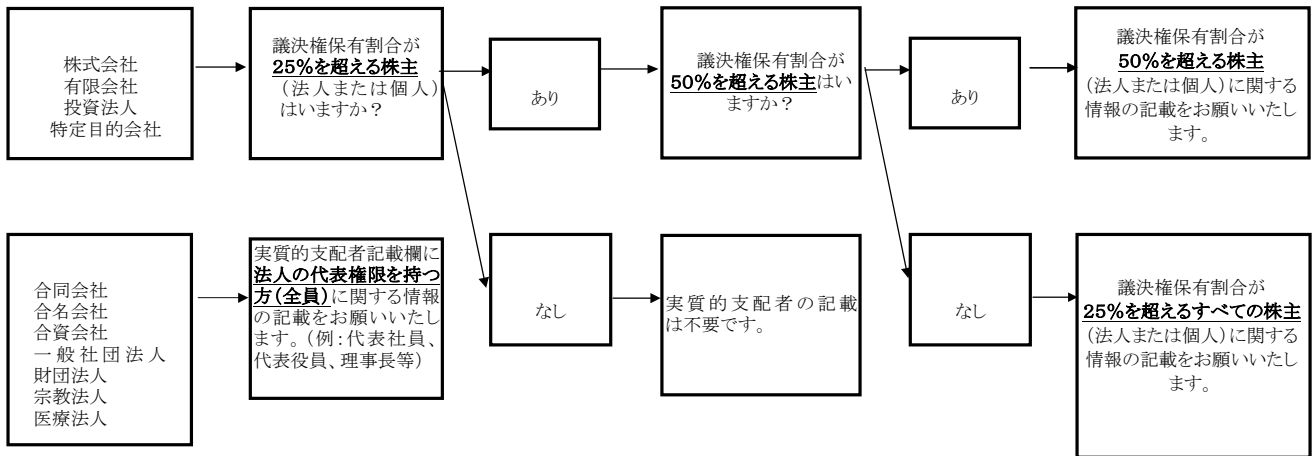 株式会社
有限会社
投資法人
特定目的会社
議決権保有割合が
25%を超える株主
（法人または個人）
はいますか？
あり
議決権保有割合が
50%を超える株主はい
ますか？
あり
議決権保有割合が
50%を超える株主
（法人または個人）に関する
情報の記載をお願いいたし
ます。
合同会社
合名会社
合資会社
一般社団法人
財団法人
宗教法人
医療法人
実質的支配者記載欄に
法人の代表権限を持つ
方（全員）に関する情報
の記載をお願いいたし
ます。（例：代表社員、
代表役員、理事長等）
なし
実質的支配者の記載
は不要です。
なし
議決権保有割合が
25%を超えるすべての株主
（法人または個人）に関する
情報の記載をお願いいたし
ます。